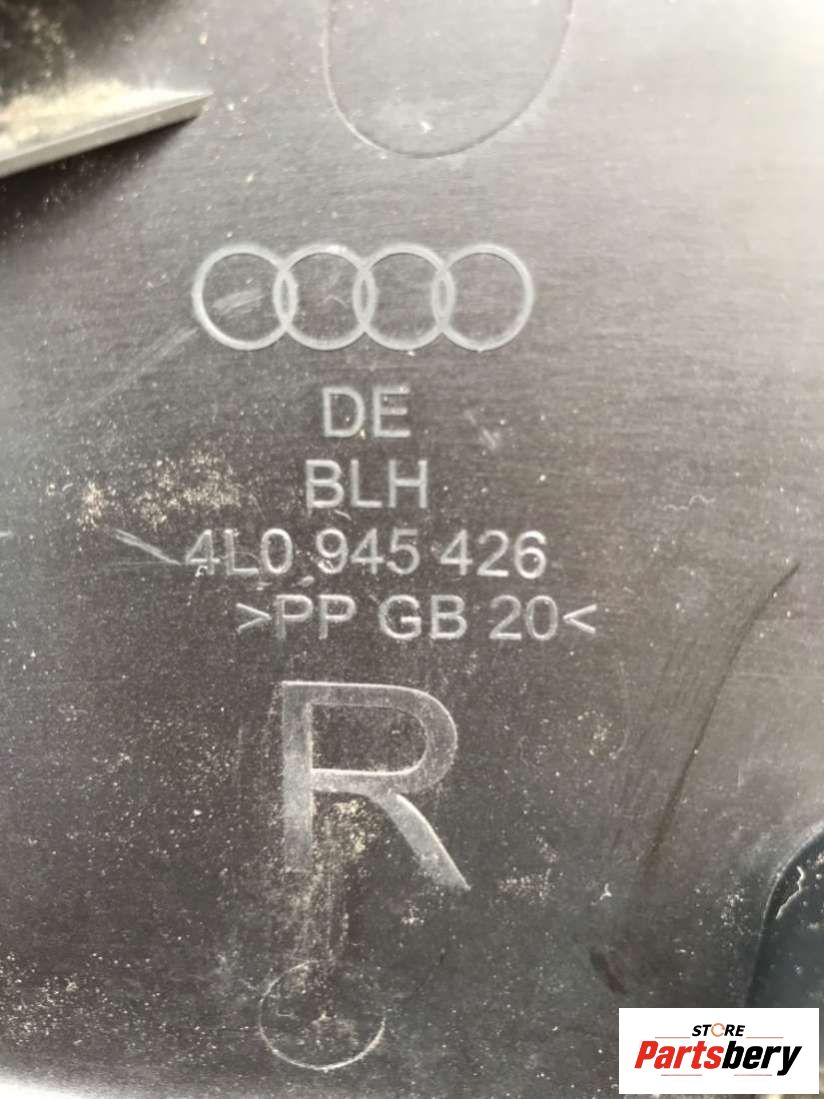 DE
BLH
4L0 945 426
>PP GB 20<
R
STORE
Partsbery